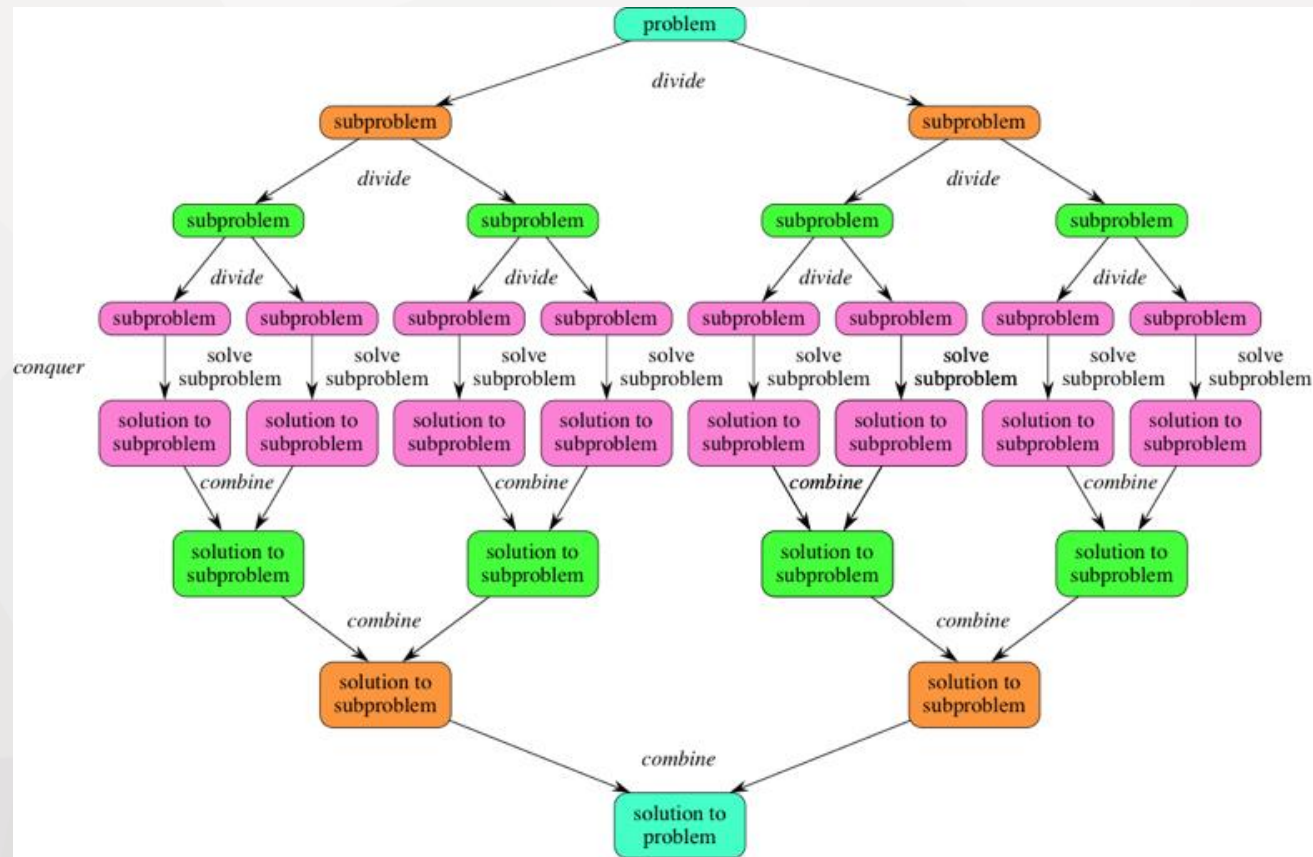 problem
divide
subproblem subproblem
divide divide
subproblem subproblem subproblem subproblem
divide divide divide divide
subproblem subproblem subproblem subproblem subproblem subproblem subproblem subproblem
conquer
solve solve solve solve solve solve solve solve
subproblem subproblem subproblem subproblem subproblem subproblem subproblem subproblem
solution to solution to solution to solution to solution to solution to solution to solution to
subproblem subproblem subproblem subproblem subproblem subproblem subproblem subproblem
combine combine combine combine
solution to solution to solution to solution to
subproblem subproblem subproblem subproblem
combine combine
solution to solution to
subproblem subproblem
combine
solution to
problem